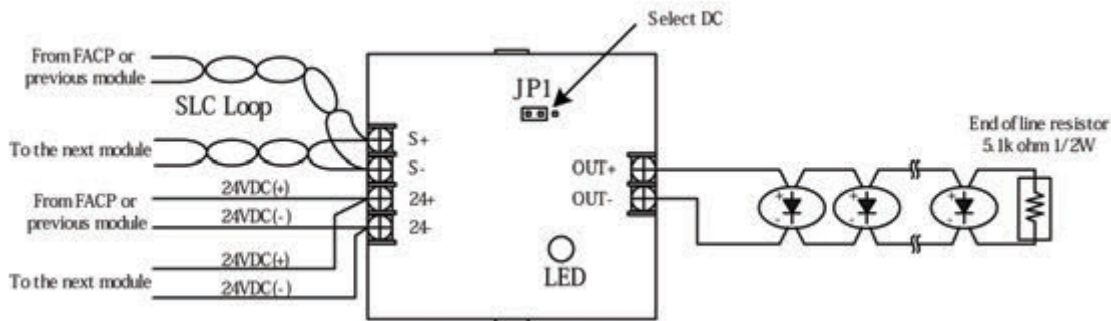 Select DC
From FACP or
previous module
SLC Loop
JP1
S+
To the next module
S-
OUT+
End of line resistor
5.1k ohm 1/2W
24VDC(+)
From FACP or
previous module
24VDC(-)
24+
24-
OUT-
24VDC(+)
To the next module
24VDC(-)
LED
+
-
+
-
+
-